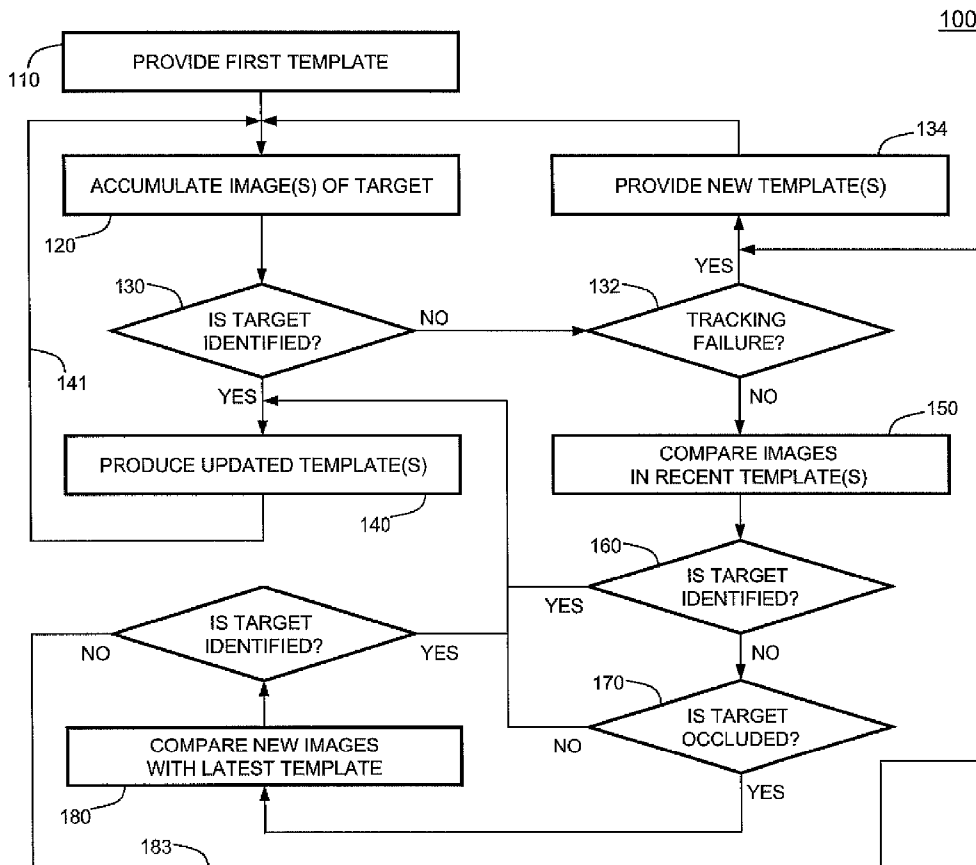 100
PROVIDE FIRST TEMPLATE
110
134
ACCUMULATE IMAGE(S) OF TARGET
PROVIDE NEW TEMPLATE(S)
120
YES
130
132
IS TARGET
IDENTIFIED?
NO
TRACKING
FAILURE?
141
YES
NO
150
PRODUCE UPDATED TEMPLATE(S)
COMPARE IMAGES
IN RECENT TEMPLATE(S)
140
160
IS TARGET
IDENTIFIED?
YES
IS TARGET
IDENTIFIED?
NO
YES
NO
170
IS TARGET
OCCLUDED?
NO
COMPARE NEW IMAGES
WITH LATEST TEMPLATE
YES
180
183